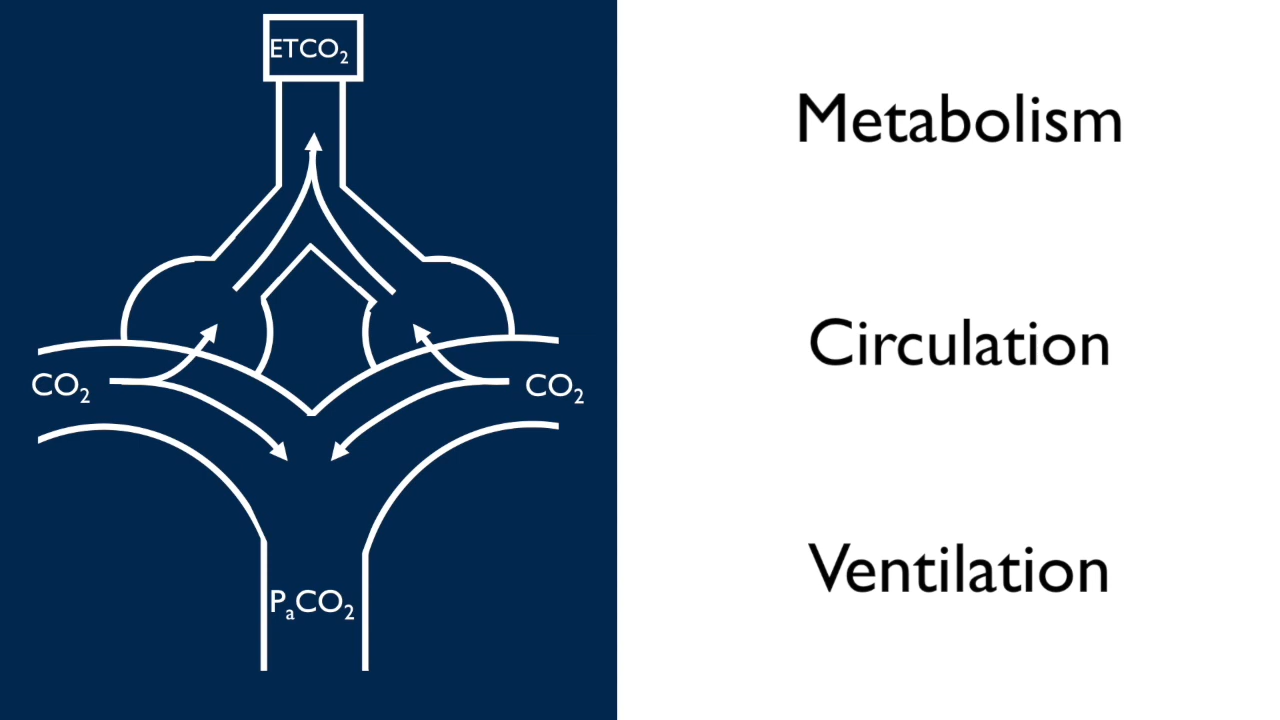 ETCO₂
CO₂
CO₂
PₐCO₂
Metabolism
Circulation
Ventilation